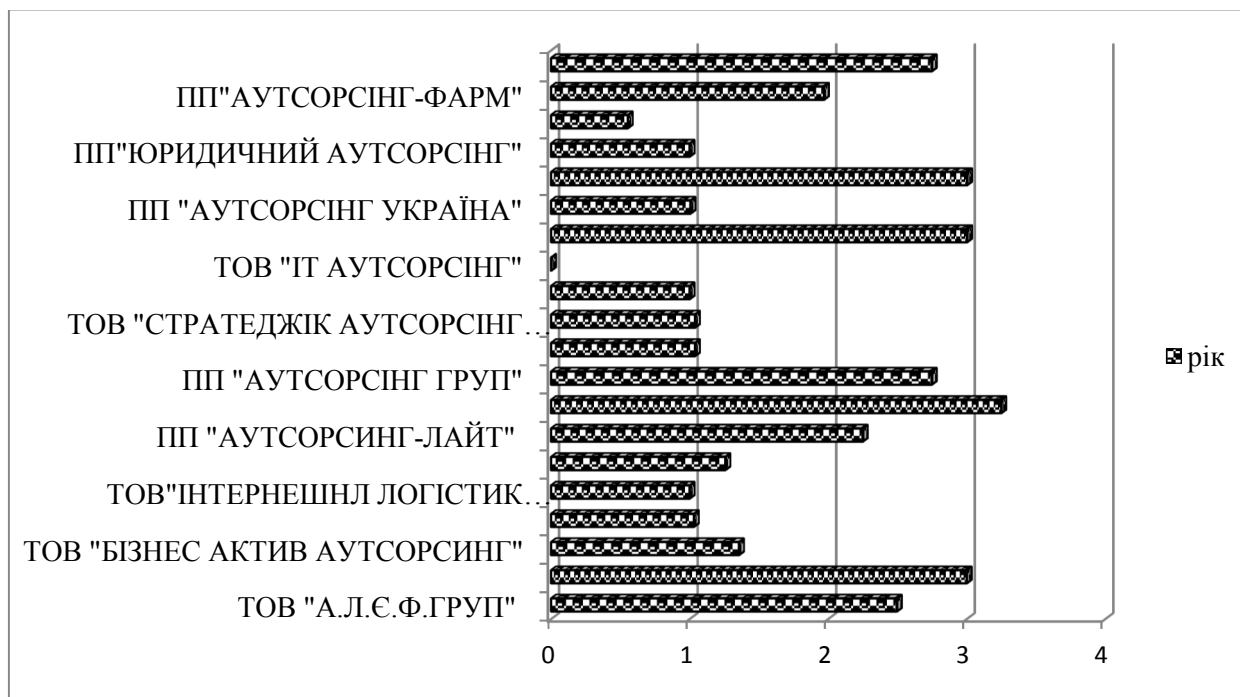 ПП"АУТСОРСІНГ-ФАРМ"
ПП"ЮРИДИЧНИЙ АУТСОРСІНГ"
ПП "АУТСОРСІНГ УКРАЇНА"
ТОВ "ІТ АУТСОРСІНГ"
ТОВ "СТРАТЕДЖІК АУТСОРСІНГ…
ПП "АУТСОРСІНГ ГРУП"
ПП "АУТСОРСИНГ-ЛАЙТ"
ТОВ"ІНТЕРНЕШНЛ ЛОГІСТИК…
ТОВ "БІЗНЕС АКТИВ АУТСОРСИНГ"
ТОВ "А.Л.Є.Ф.ГРУП"
0 1 2 3 4
рік